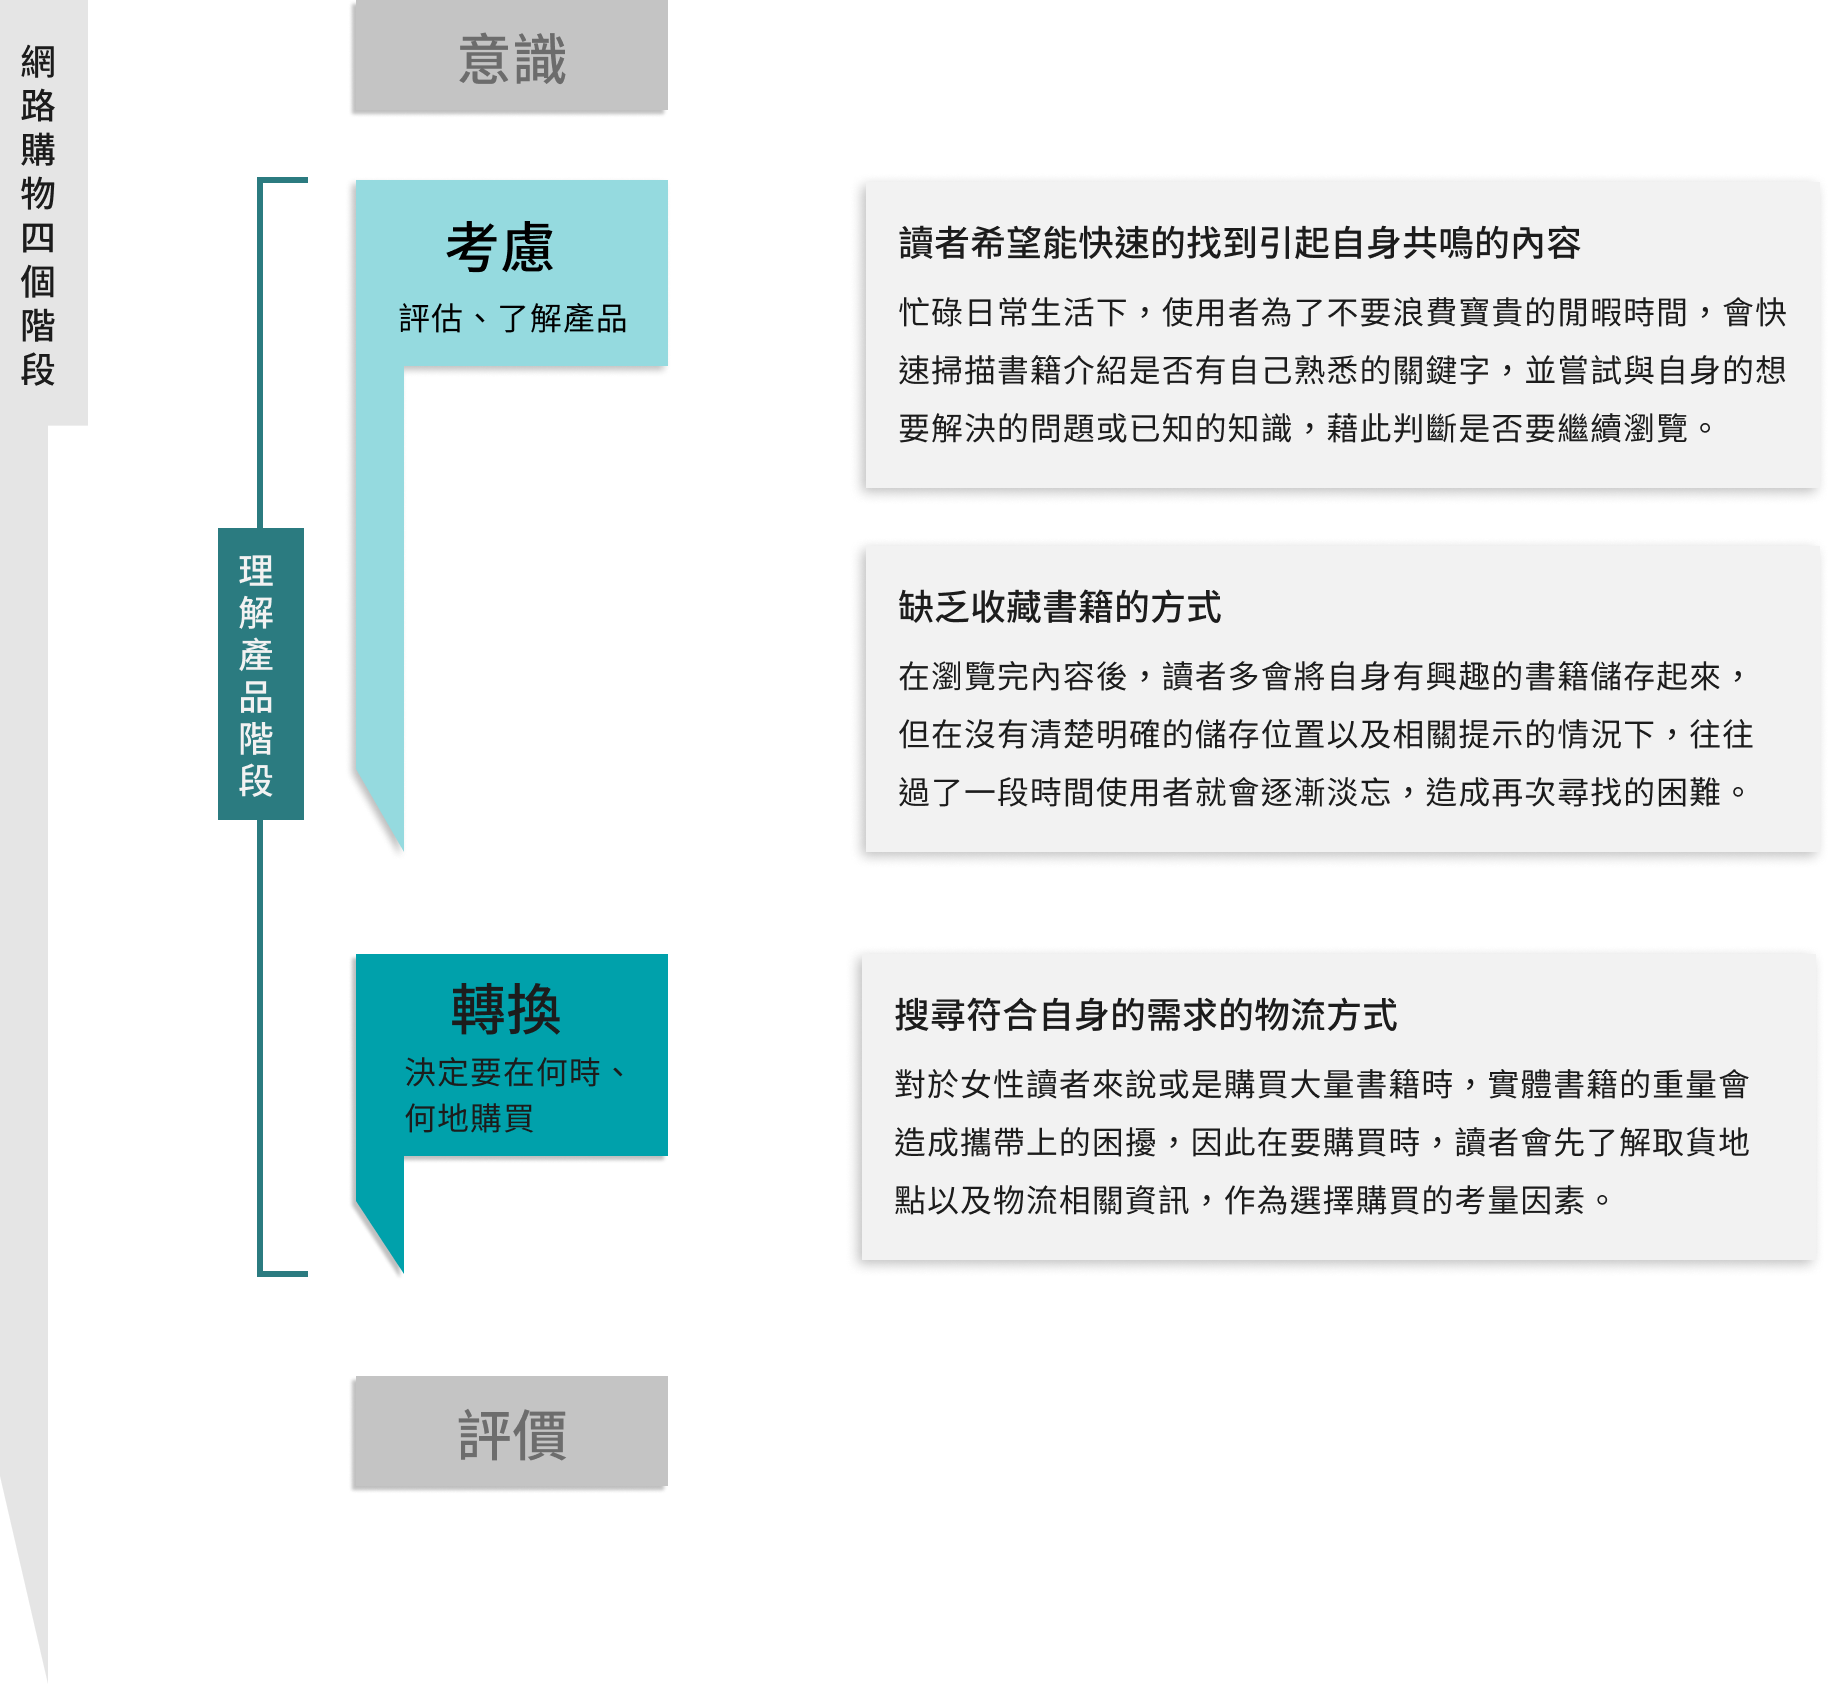 網路購物四個階段
意識
理解產品階段
考慮
評估、了解產品
讀者希望能快速的找到引起自身共鳴的內容
忙碌日常生活下，使用者為了不要浪費寶貴的閒暇時間，會快
速掃描書籍介紹是否有自己熟悉的關鍵字，並嘗試與自身的想
要解決的問題或已知的知識，藉此判斷是否要繼續瀏覽。
缺乏收藏書籍的方式
在瀏覽完內容後，讀者多會將自身有興趣的書籍儲存起來，
但在沒有清楚明確的儲存位置以及相關提示的情況下，往往
過了一段時間使用者就會逐漸淡忘，造成再次尋找的困難。
轉換
決定要在何時、
何地購買
搜尋符合自身的需求的物流方式
對於女性讀者來說或是購買大量書籍時，實體書籍的重量會
造成攜帶上的困擾，因此在要購買時，讀者會先了解取貨地
點以及物流相關資訊，作為選擇購買的考量因素。
評價